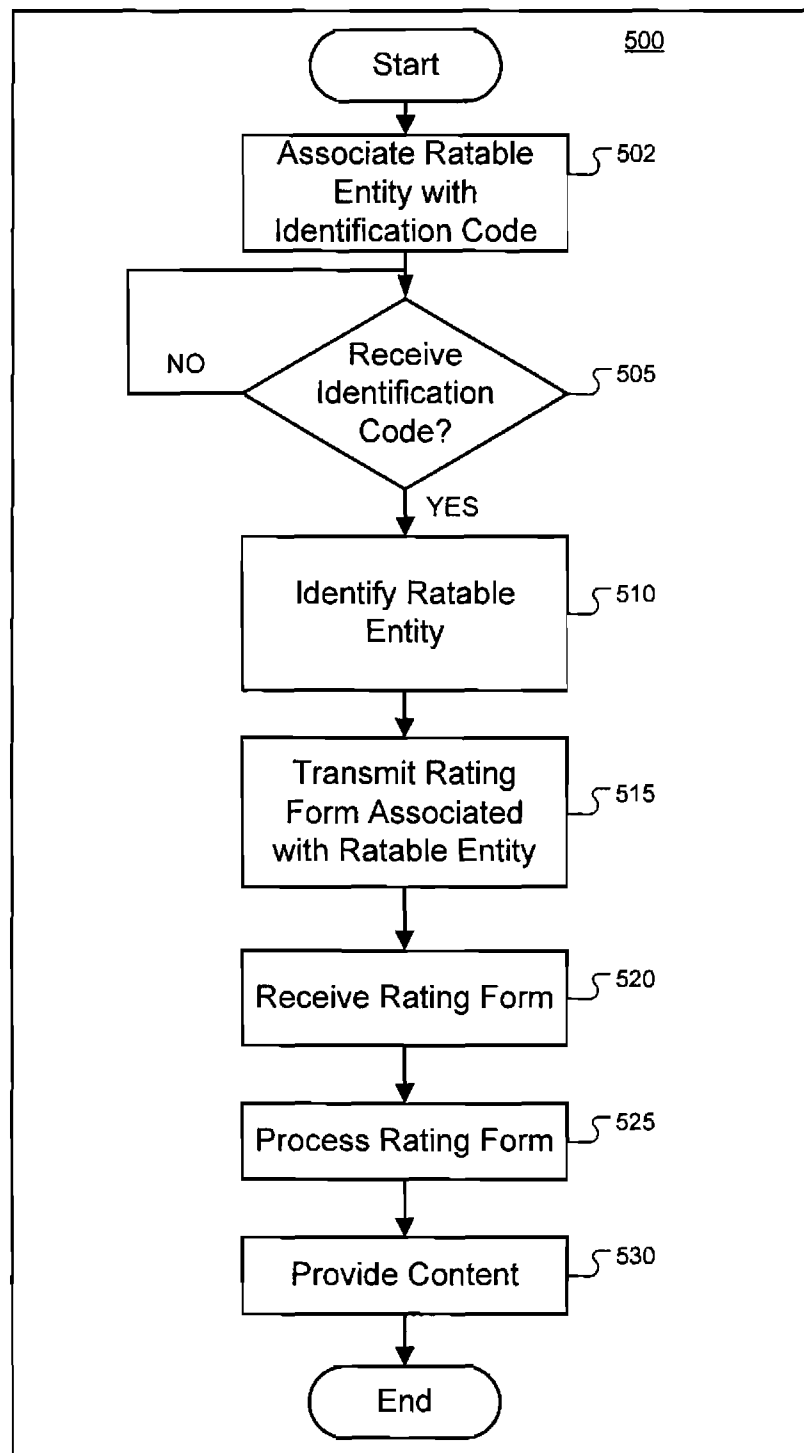 500
Start
Associate Ratable
Entity with
Identification Code
502
Receive
Identification
Code?
505
NO
YES
Identify Ratable
Entity
510
Transmit Rating
Form Associated
with Ratable Entity
515
Receive Rating Form
520
Process Rating Form
525
Provide Content
530
End